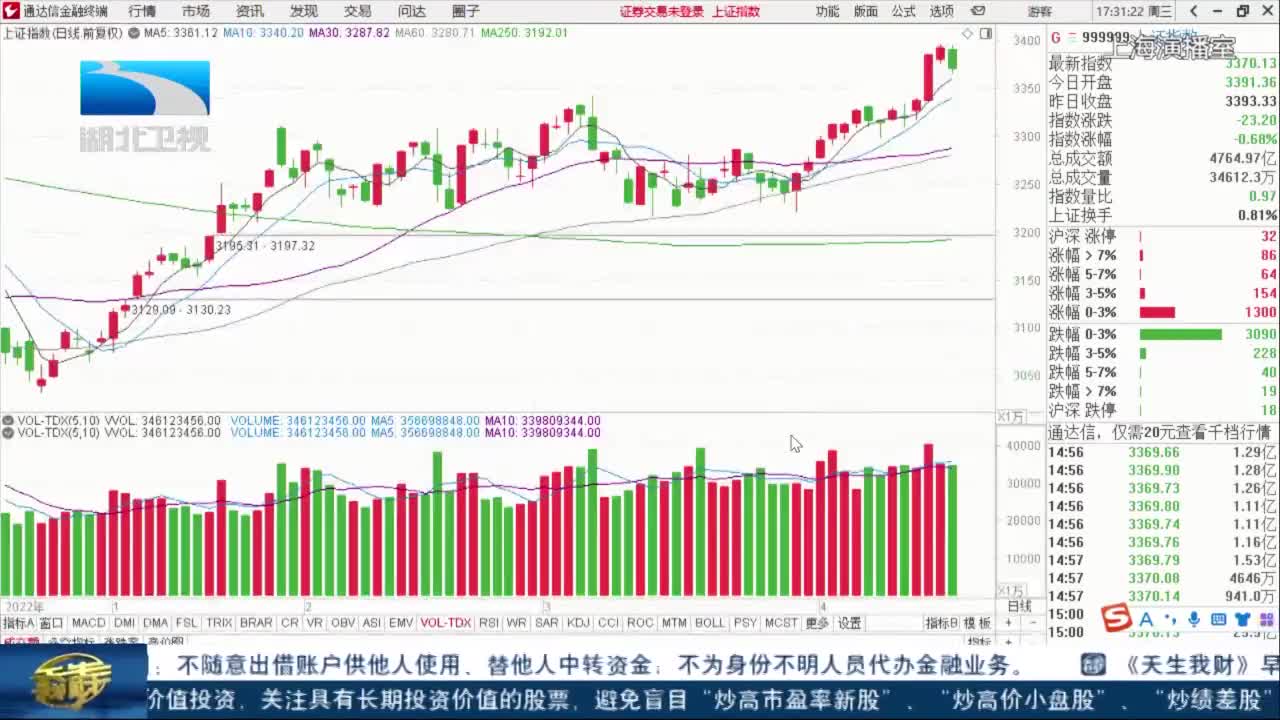 通达信金融终端 行情 市场 资讯 发现 交易 问达 圈子 证券交易未登录 上证指数 功能 版面 公式 选项 游客 17:31:22 周三
上证指数(日线.前复权) MA5: 3361.12 MA10: 3340.20 MA30: 3287.82 MA60: 3280.71 MA250: 3192.01
G 999999 上证指数
上海演播室
湖北卫视
3400
3350
3300
3250
3200
3150
3100
3050
3195.31 - 3197.32
3129.09 - 3130.23
最新指数 3370.13
今日开盘 3391.36
昨日收盘 3393.33
指数涨跌 -23.20
指数涨幅 -0.68%
总成交额 4764.97亿
总成交量 34612.3万
指数量比 0.97
上证换手 0.81%
沪深 涨停 32
涨幅 > 7% 86
涨幅 5-7% 64
涨幅 3-5% 154
涨幅 0-3% 1300
跌幅 0-3% 3090
跌幅 3-5% 228
跌幅 5-7% 40
跌幅 > 7% 19
沪深 跌停 18
通达信，仅需20元查看千档行情
14:56 3369.66 1.29亿
14:56 3369.90 1.28亿
14:56 3369.73 1.26亿
14:56 3369.80 1.11亿
14:56 3369.74 1.11亿
14:56 3369.76 1.16亿
14:57 3369.79 1.53亿
14:57 3370.08 4646万
14:57 3370.14 941.0万
15:00
15:00 3370.13
X1万
VOL-TDX(5,10) VVOL: 346123456.00 VOLUME: 346123456.00 MA5: 356698848.00 MA10: 339809344.00
VOL-TDX(5,10) VVOL: 346123456.00 VOLUME: 346123456.00 MA5: 356698848.00 MA10: 339809344.00
40000
30000
20000
10000
X1万
2022年 1 2 3 4 日线
指标A 窗口 MACD DMI DMA FSL TRIX BRAR CR VR OBV ASI EMV VOL-TDX RSI WR SAR KDJ CCI ROC MTM BOLL PSY MCST 更多 设置 指标B 模板 + -
：不随意出借账户供他人使用、替他人中转资金；不为身份不明人员代办金融业务。 《天生我财》早
价值投资，关注具有长期投资价值的股票，避免盲目“炒高市盈率新股”、“炒高价小盘股”、“炒绩差股”